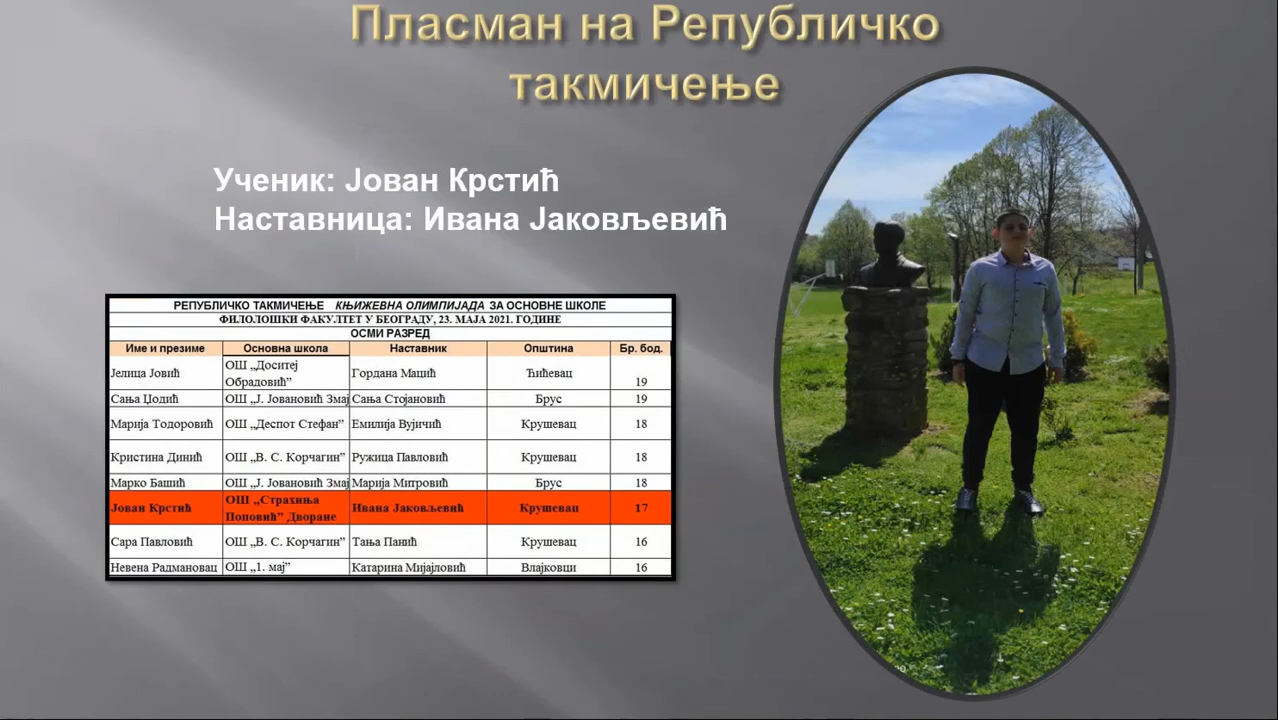 Пласман на Републичко
такмичење
Ученик: Јован Крстић
Наставница: Ивана Јаковљевић
РЕПУБЛИЧКО ТАКМИЧЕЊЕ КЊИЖЕВНА ОЛИМПИЈАДА ЗА ОСНОВНЕ ШКОЛЕ
ФИЛОЛОШКИ ФАКУЛТЕТ У БЕОГРАДУ, 23. МАЈА 2021. ГОДИНЕ
ОСМИ РАЗРЕД
Име и презиме Основна школа Наставник Општина Бр. бод.
Јелица Јовић ОШ „Доситеј Обрадовић” Гордана Мацић Ћићевац 19
Сања Џодић ОШ „Ј. Јовановић Змај Сања Стојановић Брус 19
Марија Тодоровић ОШ „Деспот Стефан” Емилија Вујичић Крушевац 18
Кристина Динић ОШ „В. С. Корчагин” Ружица Павловић Крушевац 18
Марко Башић ОШ „Ј. Јовановић Змај Марија Митровић Брус 18
Јован Крстић ОШ „Страхиња Поповић” Дворане Ивана Јаковљевић Крушевац 17
Сара Павловић ОШ „В. С. Корчагин” Тања Панић Крушевац 16
Невена Радмановац ОШ „1. мај” Катарина Мијајловић Влајковци 16